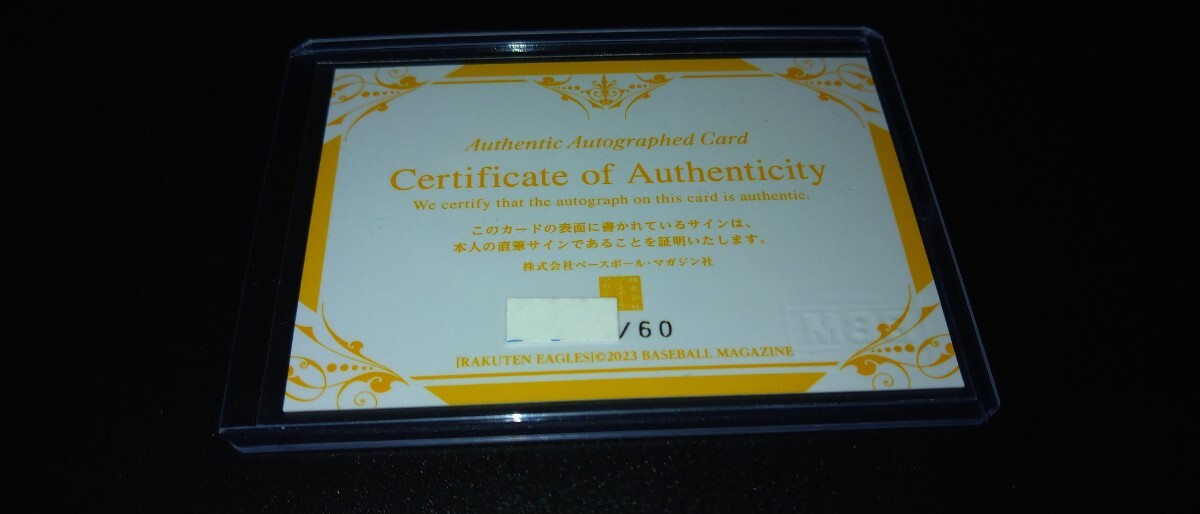 Authentic Autographed Card
Certificate of Authenticity
We certify that the autograph on this card is authentic.
このカードの表面に書かれているサインは、
本人の直筆サインであることを証明いたします。
株式会社ベースボール・マガジン社
/60
[RAKUTEN EAGLES]©2023 BASEBALL MAGAZINE